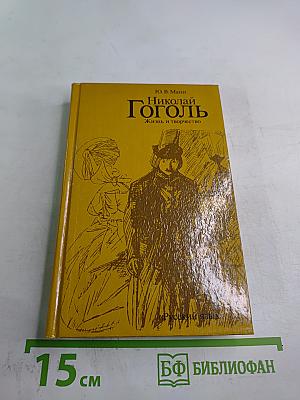 Ю.В.Манн
Николай
Гоголь
Жизнь и творчество
«Русский язык»
15 см
БФ БИБЛИОФАН